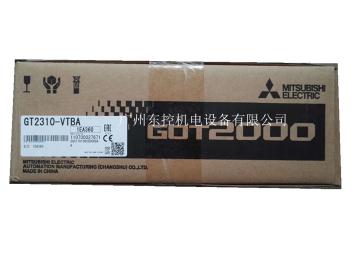 MITSUBISHI
ELECTRIC
GT2310-VTBA
1EA360
GOT2000
广州东控机电设备有限公司
MITSUBISHI ELECTRIC
AUTOMATION MANUFACTURING (CHANGSHU) CO.,LTD.
MADE IN CHINA